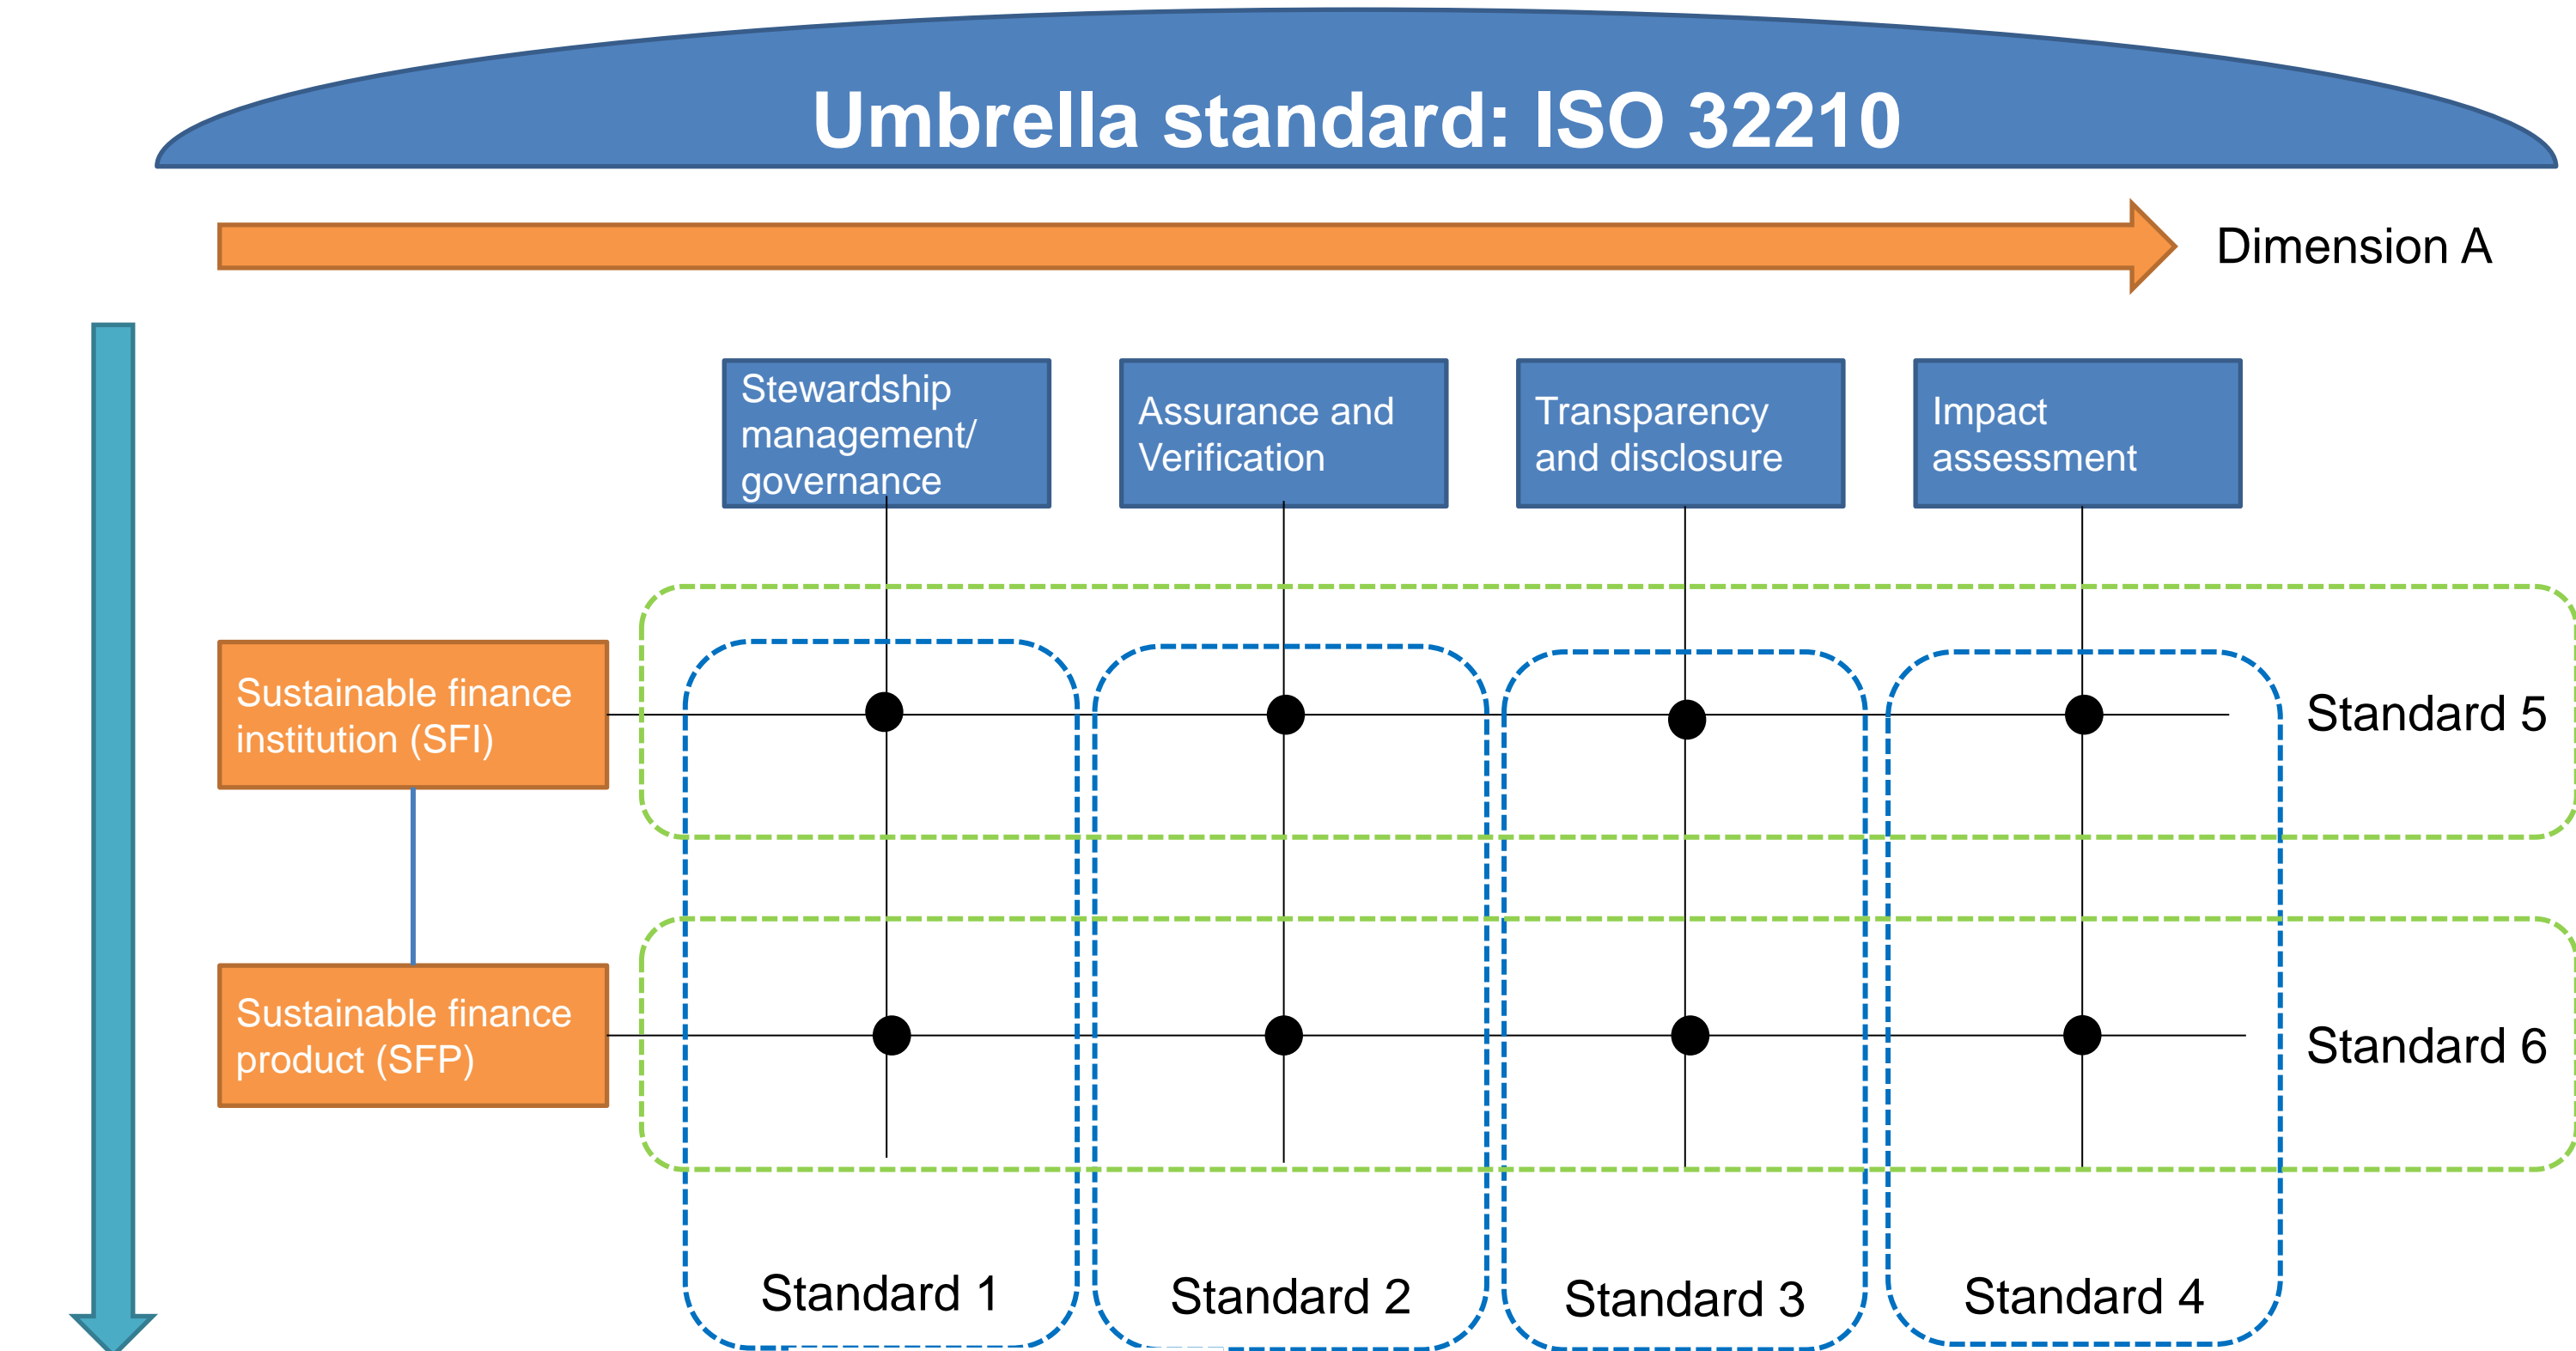 Umbrella standard: ISO 32210
Dimension A
Stewardship
management/
governance
Assurance and
Verification
Transparency
and disclosure
Impact
assessment
Sustainable finance
institution (SFI)
Standard 5
Sustainable finance
product (SFP)
Standard 6
Standard 1
Standard 2
Standard 3
Standard 4